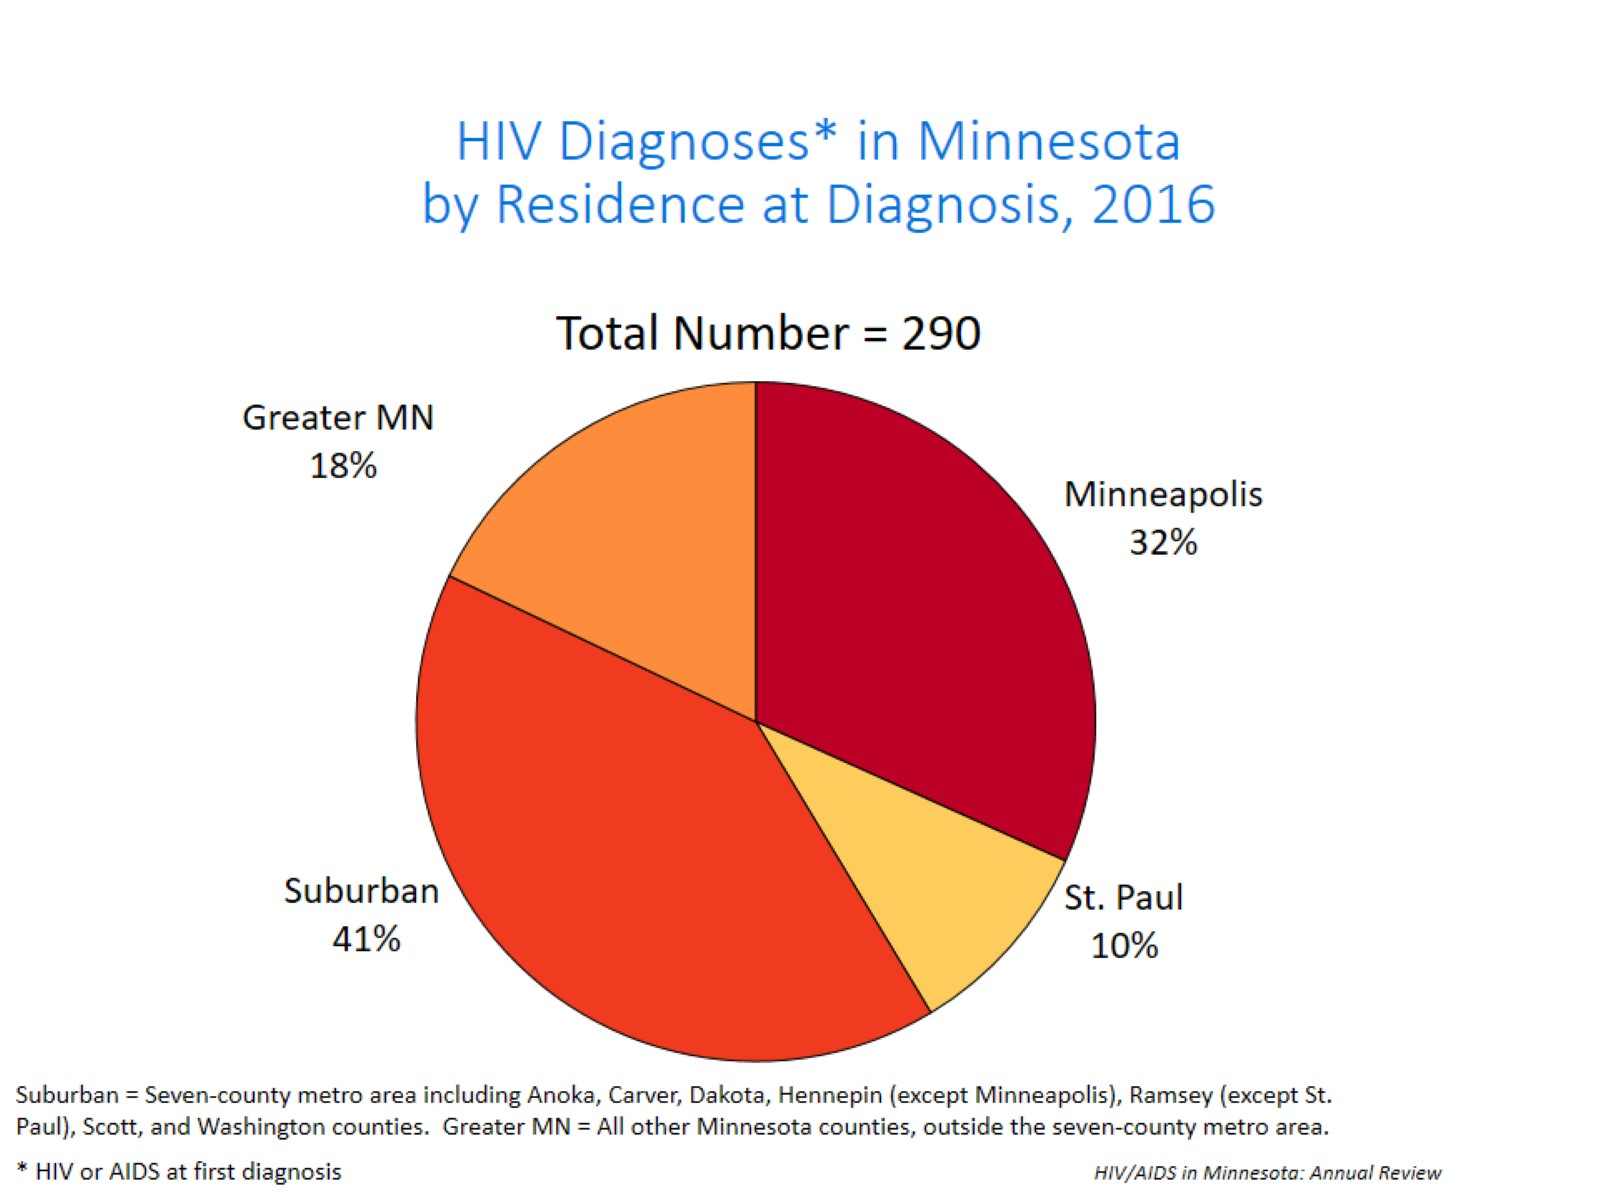 HIV Diagnoses* in Minnesota
by Residence at Diagnosis, 2016
Total Number = 290
Greater MN
18%
Minneapolis
32%
Suburban
41%
St. Paul
10%
Suburban = Seven-county metro area including Anoka, Carver, Dakota, Hennepin (except Minneapolis), Ramsey (except St.
Paul), Scott, and Washington counties.  Greater MN = All other Minnesota counties, outside the seven-county metro area.
* HIV or AIDS at first diagnosis
HIV/AIDS in Minnesota: Annual Review